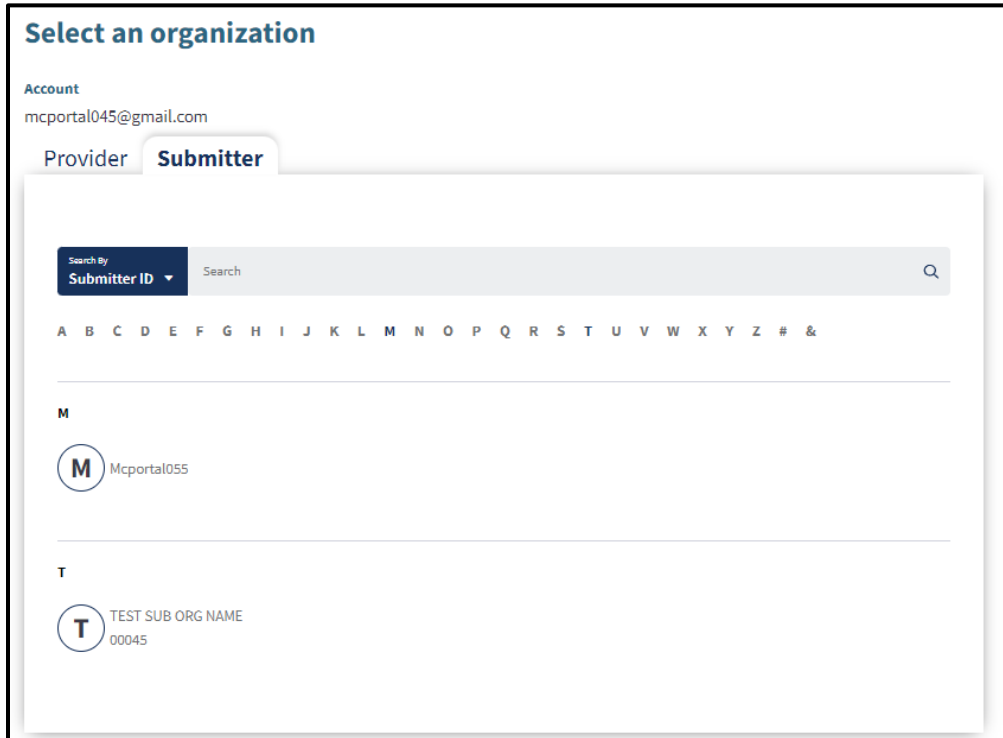 Select an organization
Account
mcportal045@gmail.com
Provider Submitter
Search By
Submitter ID Search
A B C D E F G H I J K L M N O P Q R S T U V W X Y Z # &
M
M Mcportal055
T
TEST SUB ORG NAME
T
00045